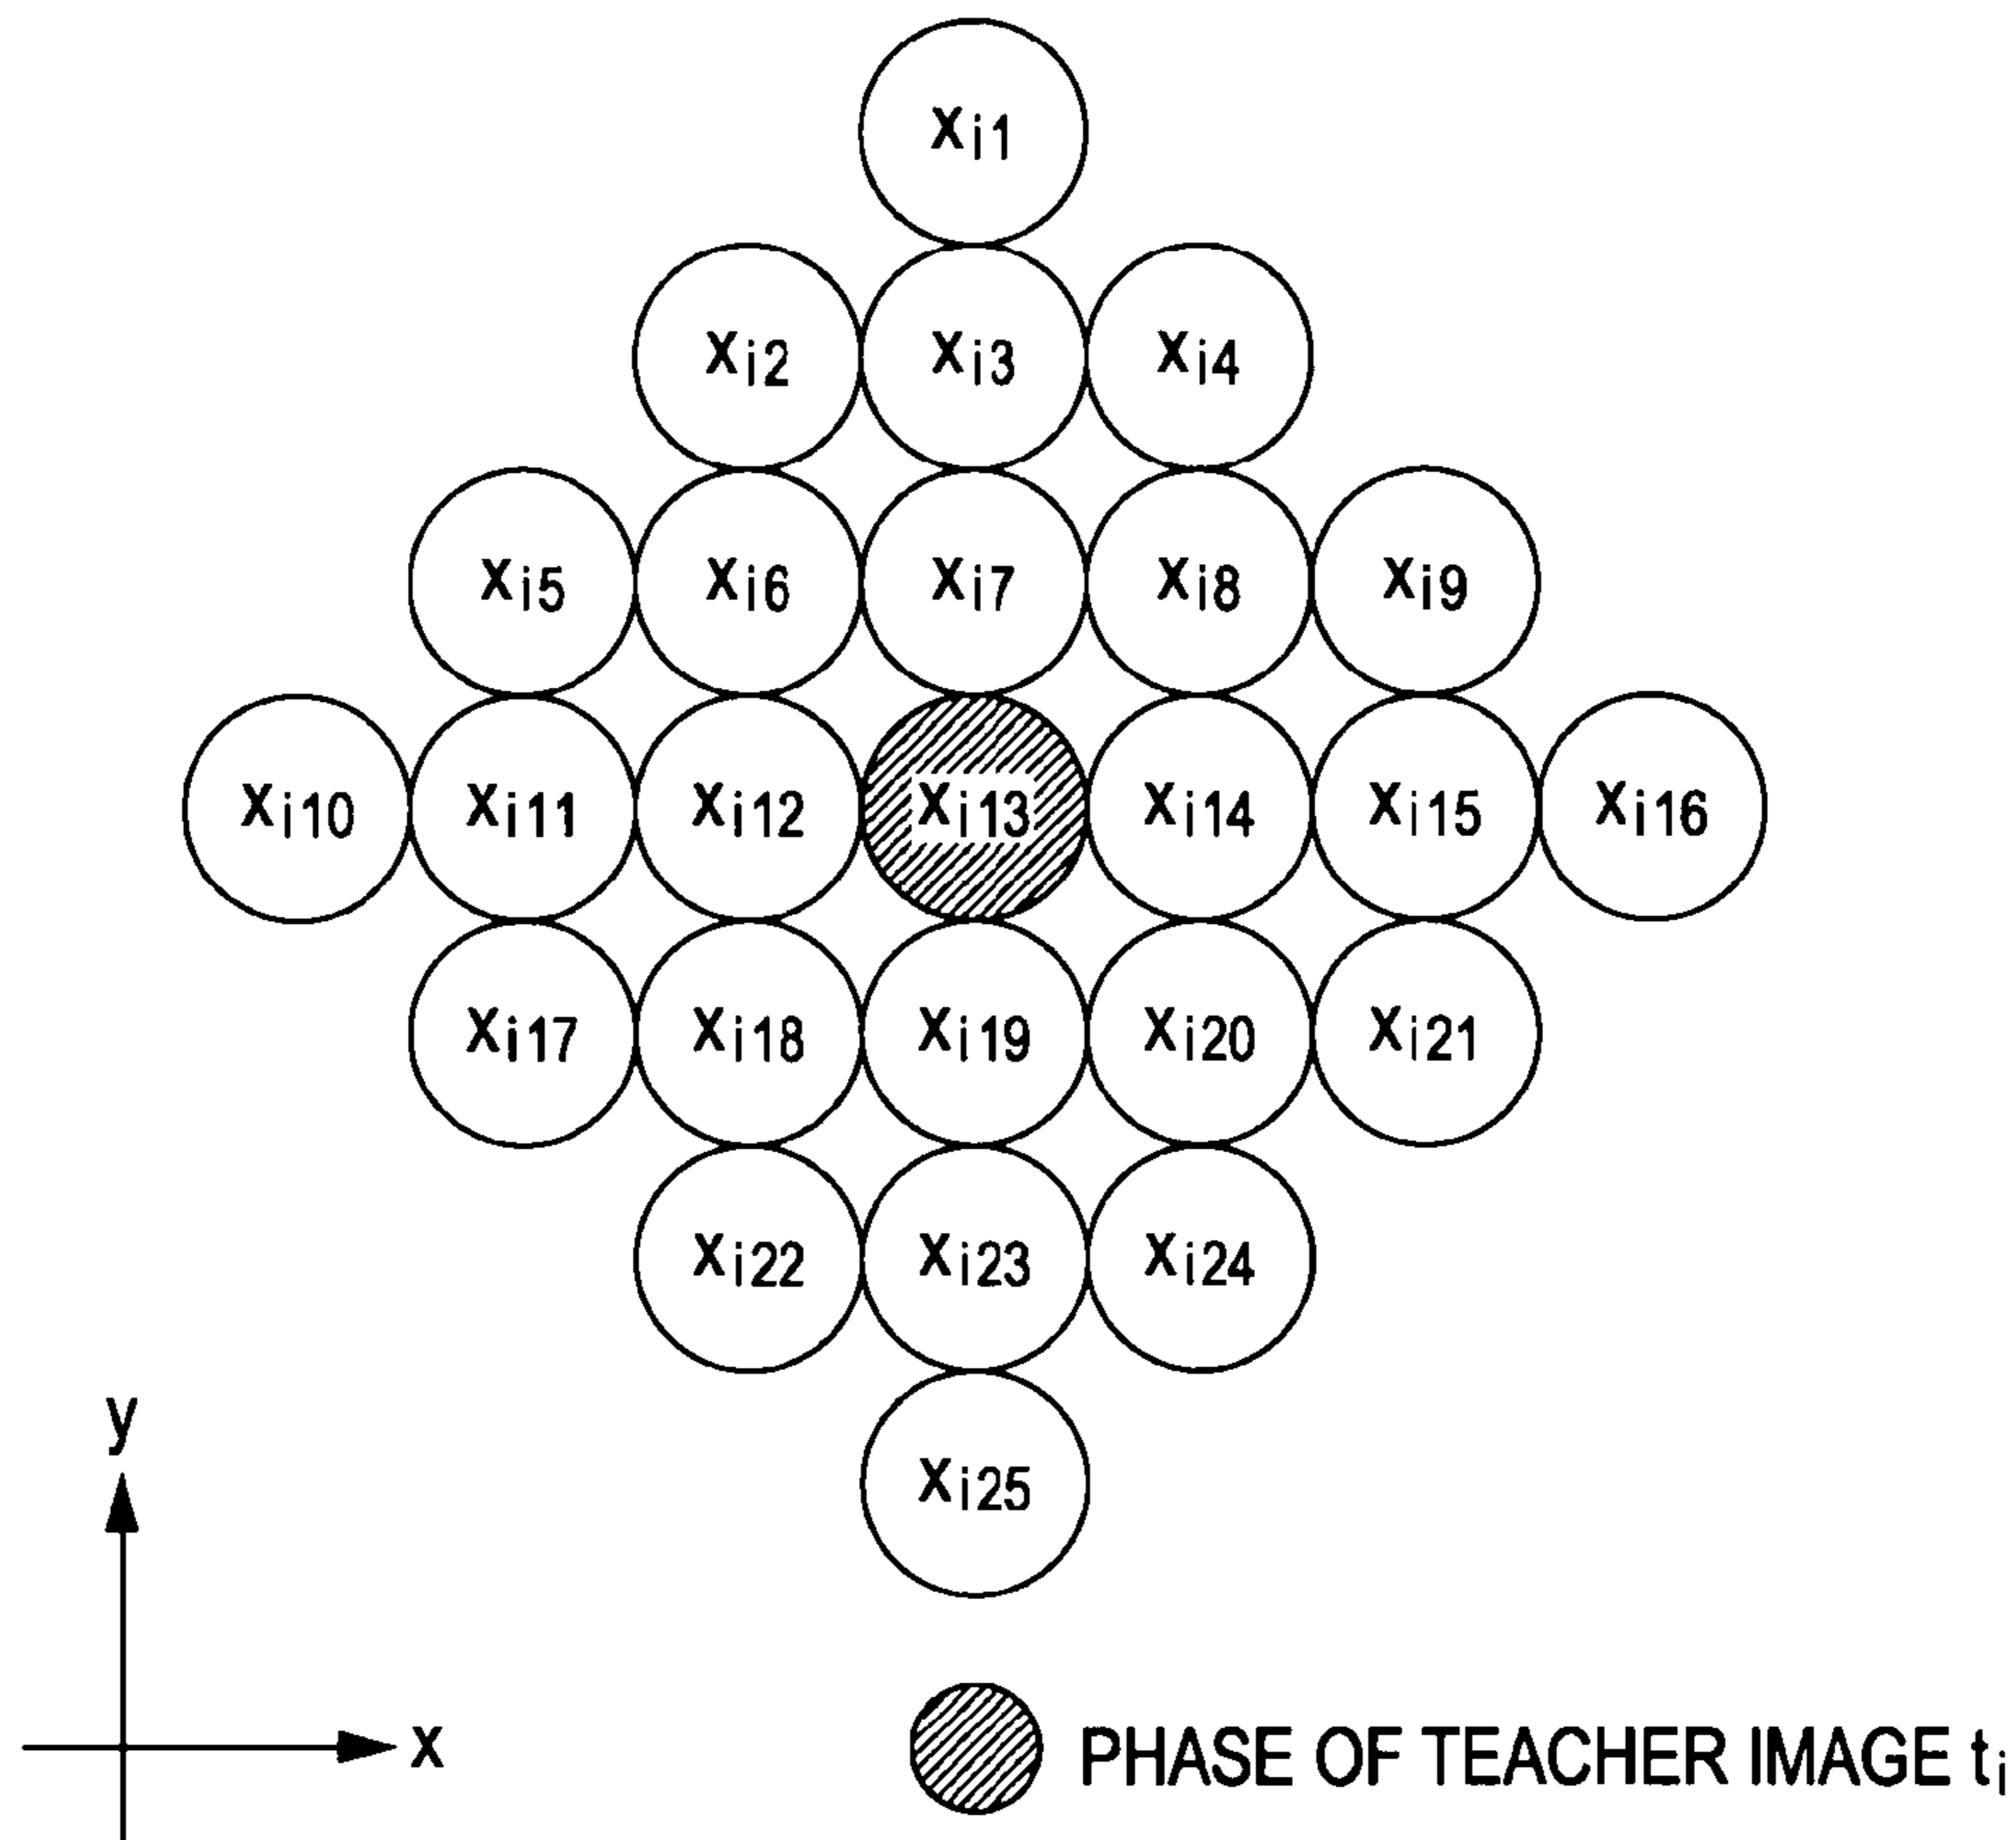 xi1
xi2 xi3 xi4
xi5 xi6 xi7 xi8 xi9
xi10 xi11 xi12 xi13 xi14 xi15 xi16
xi17 xi18 xi19 xi20 xi21
xi22 xi23 xi24
xi25
y
x
PHASE OF TEACHER IMAGE ti